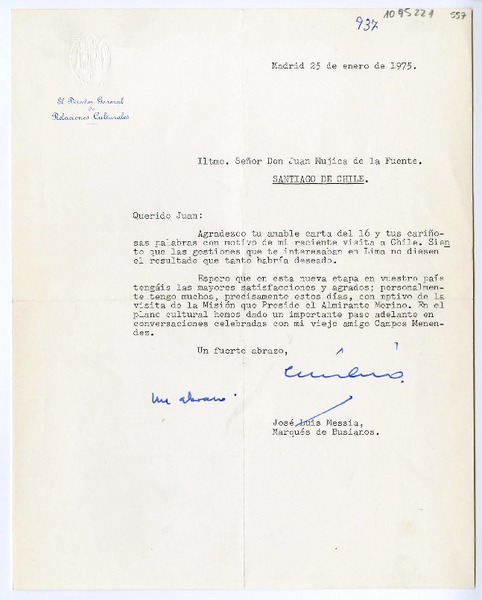 937
1095221
557
El Director General
de
Relaciones Culturales
Madrid 25 de enero de 1975.
Iltmo. Señor Don Juan Mujica de la Fuente.
SANTIAGO DE CHILE.
Querido Juan:
Agradezco tu amable carta del 16 y tus cariño-
sas palabras con motivo de mi reciente visita a Chile. Sien
to que las gestiones que te interesaban en Lima no diesen
el resultado que tanto habría deseado.
Espero que en esta nueva etapa en vuestro país
tengáis las mayores satisfacciones y agrados; personalmen-
te tengo muchos, precisamente estos días, con motivo de la
visita de la Misión que Preside el Almirante Merino. En el
plano cultural hemos dado un importante paso adelante en
conversaciones celebradas con mi viejo amigo Campos Menen-
dez.
Un fuerte abrazo,
un abrazo
José Luis Messia,
Marqués de Busianos.